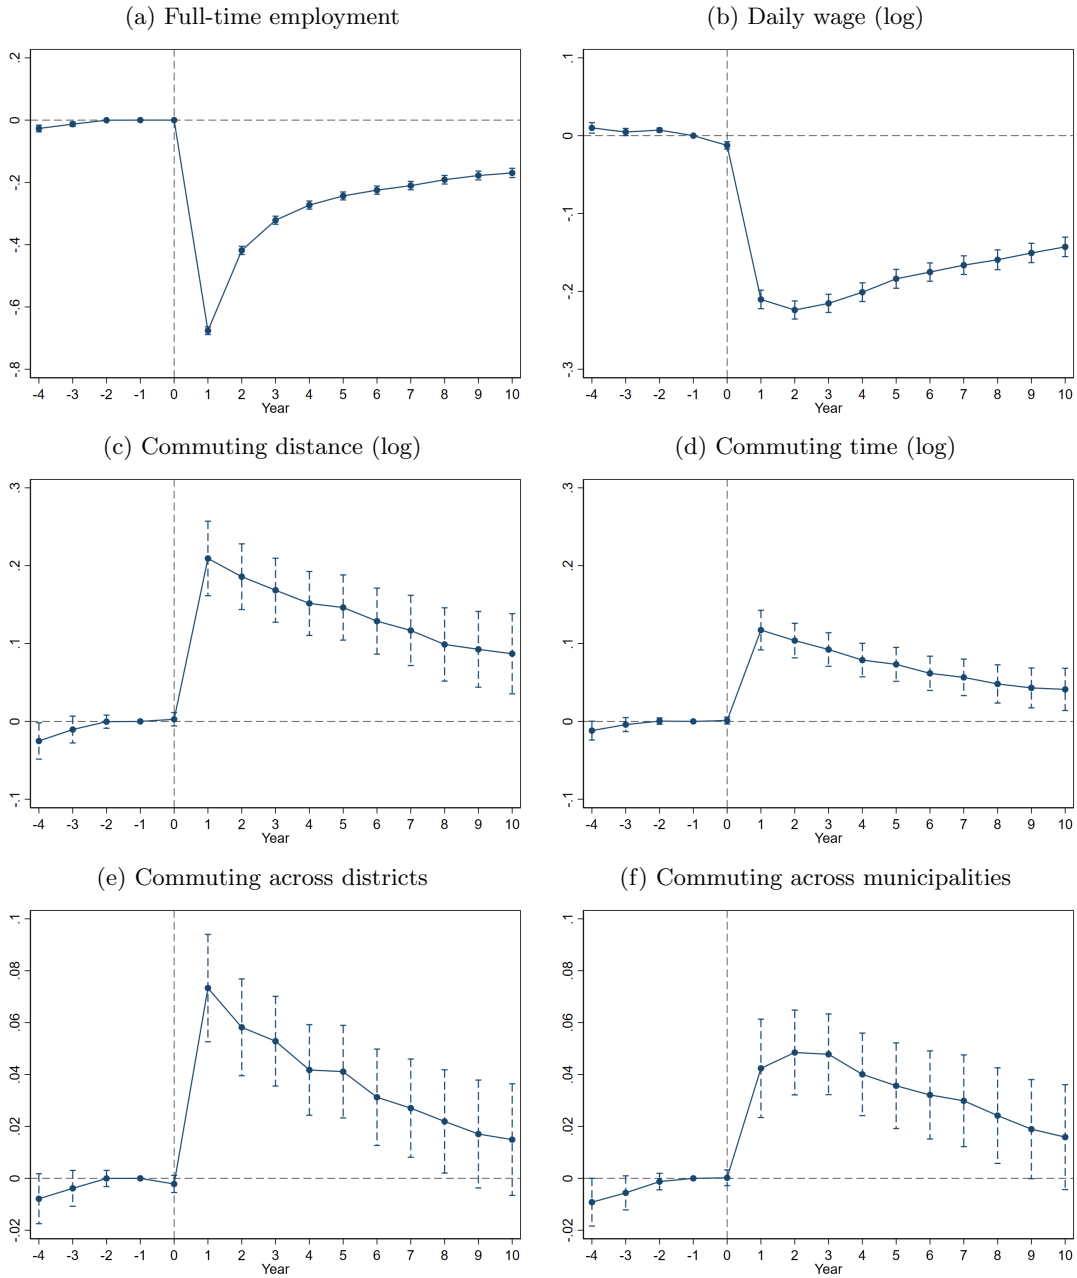 (a) Full-time employment
.2
0
-.2
-.4
-.6
-.8
-4 -3 -2 -1 0 1 2 3 4 5 6 7 8 9 10
Year
(b) Daily wage (log)
.1
0
-.1
-.2
-.3
-4 -3 -2 -1 0 1 2 3 4 5 6 7 8 9 10
Year
(c) Commuting distance (log)
.3
.2
.1
0
-.1
-4 -3 -2 -1 0 1 2 3 4 5 6 7 8 9 10
Year
(d) Commuting time (log)
.3
.2
.1
0
-.1
-4 -3 -2 -1 0 1 2 3 4 5 6 7 8 9 10
Year
(e) Commuting across districts
.1
.08
.06
.04
.02
0
-.02
-4 -3 -2 -1 0 1 2 3 4 5 6 7 8 9 10
Year
(f) Commuting across municipalities
.1
.08
.06
.04
.02
0
-.02
-4 -3 -2 -1 0 1 2 3 4 5 6 7 8 9 10
Year